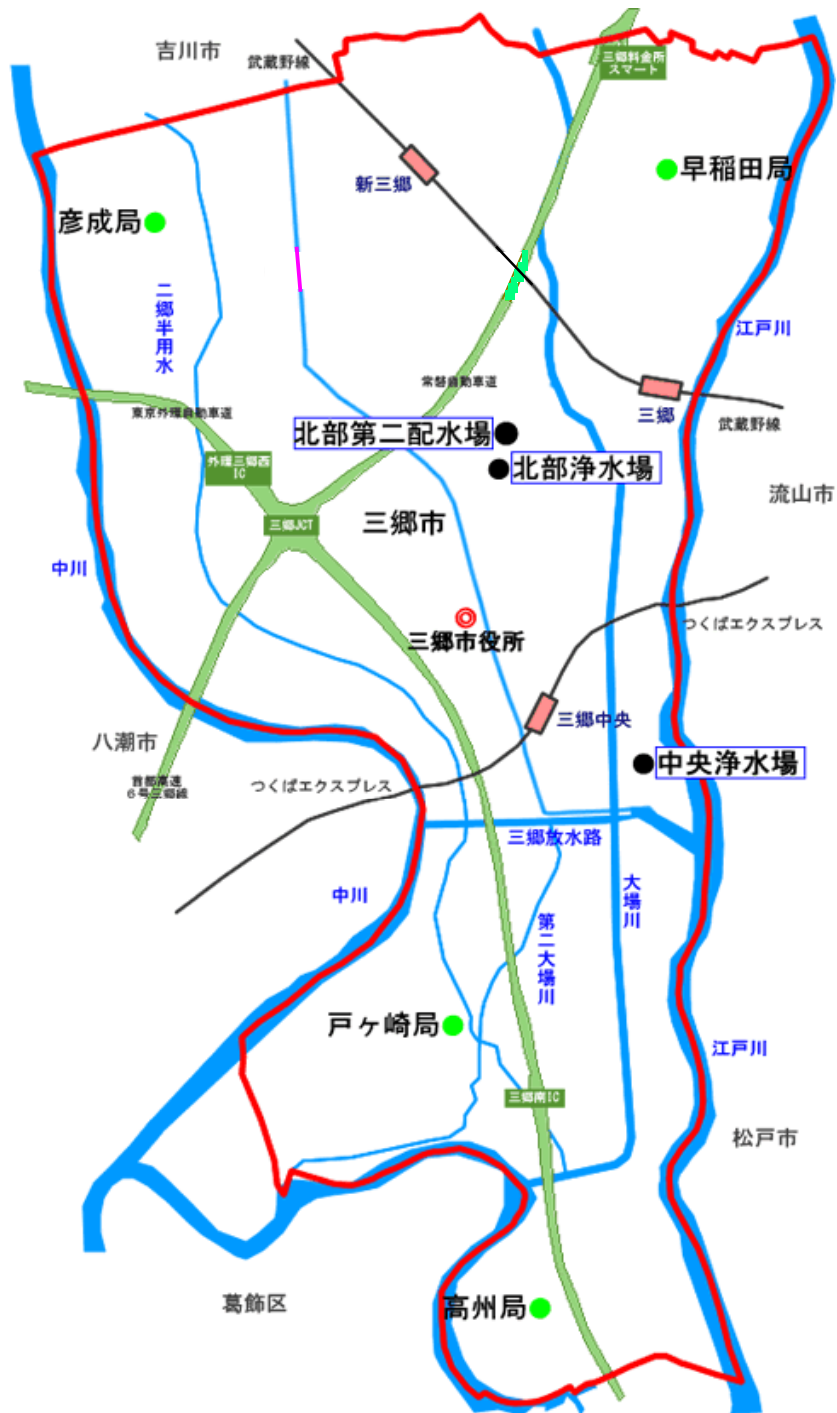 吉川市
武蔵野線
三郷料金所
スマート
早稲田局
新三郷
彦成局
二郷半用水
江戸川
常磐自動車道
三郷
武蔵野線
東京外環自動車道
北部第二配水場
外環三郷西
IC
北部浄水場
流山市
三郷JCT
三郷市
中川
三郷市役所
つくばエクスプレス
三郷中央
八潮市
中央浄水場
首都高速
6号三郷線
つくばエクスプレス
三郷放水路
中川
大場川
第二大場川
戸ヶ崎局
江戸川
三郷南IC
松戸市
葛飾区
高州局